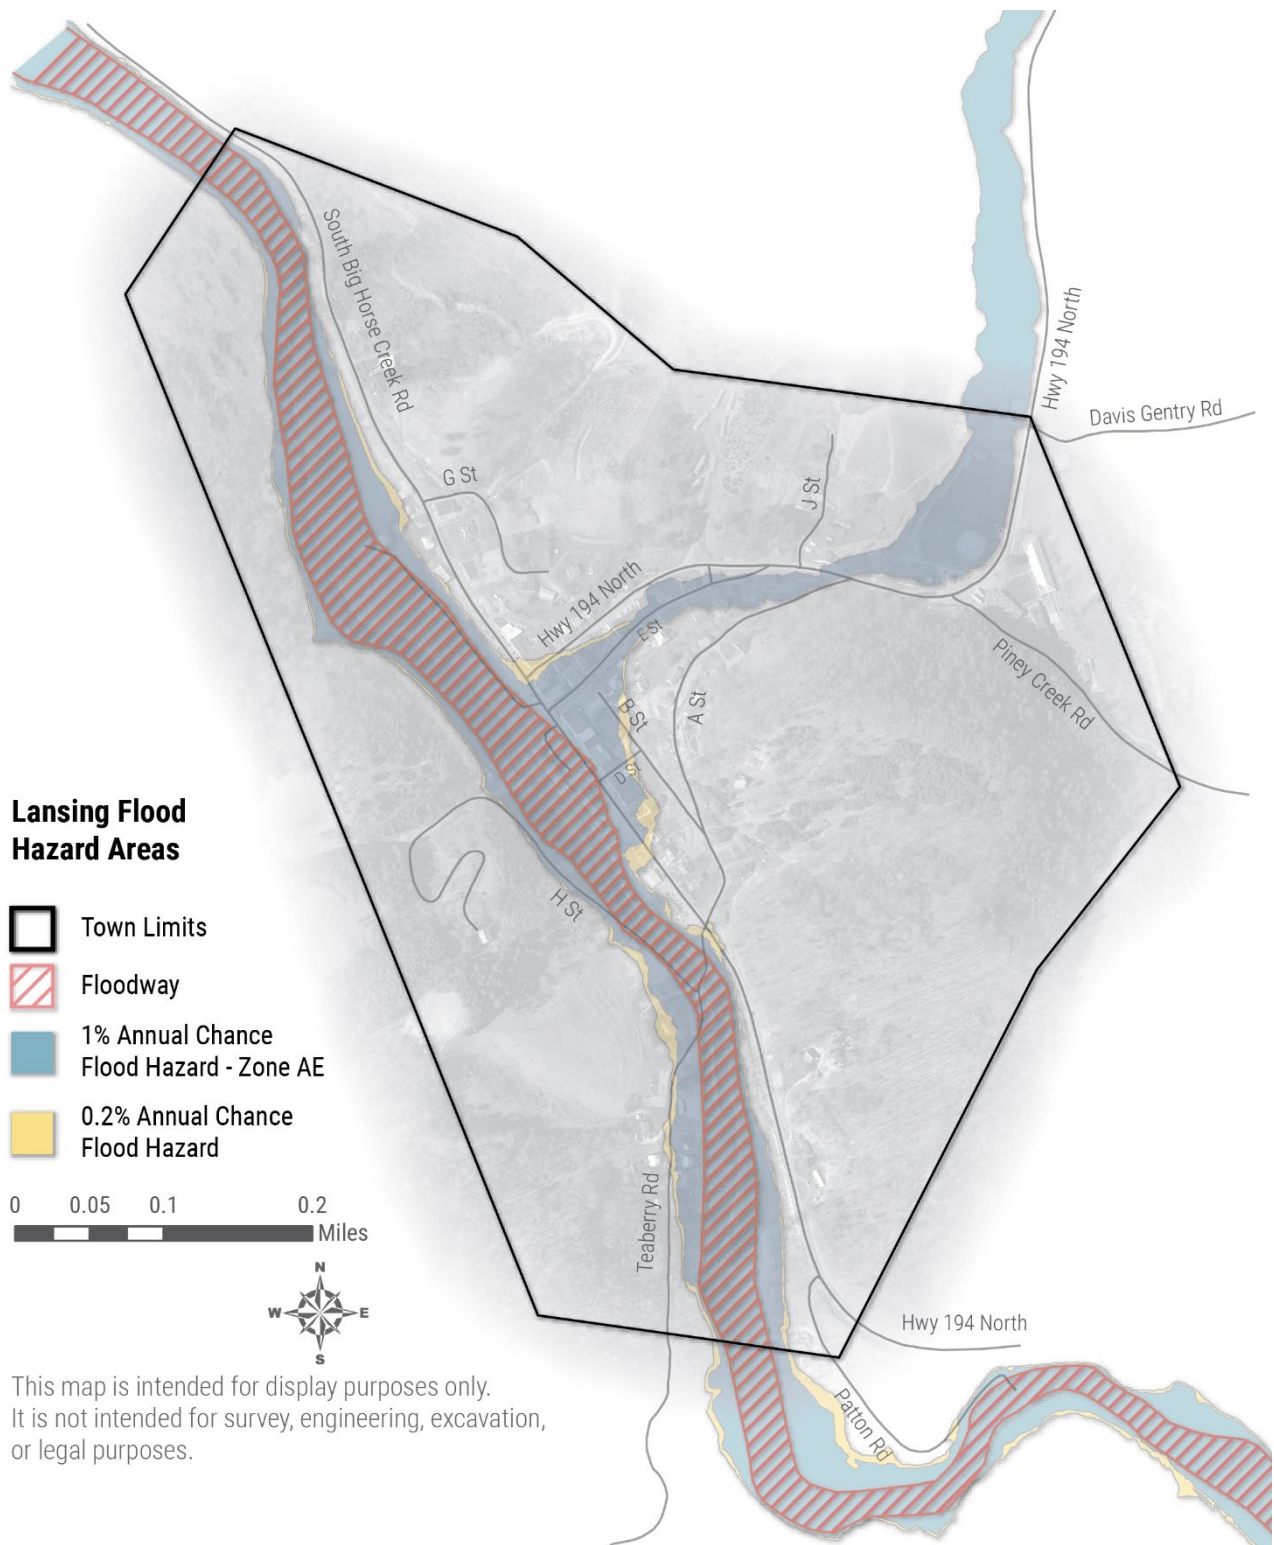 South Big Horse Creek Rd
Hwy 194 North
Davis Gentry Rd
G St
J St
Hwy 194 North
E St
B St
A St
D St
Piney Creek Rd
H St
Teaberry Rd
Hwy 194 North
Patton Rd
Lansing Flood
Hazard Areas
Town Limits
Floodway
1% Annual Chance
Flood Hazard - Zone AE
0.2% Annual Chance
Flood Hazard
0 0.05 0.1 0.2
Miles
N
W E
S
This map is intended for display purposes only.
It is not intended for survey, engineering, excavation,
or legal purposes.